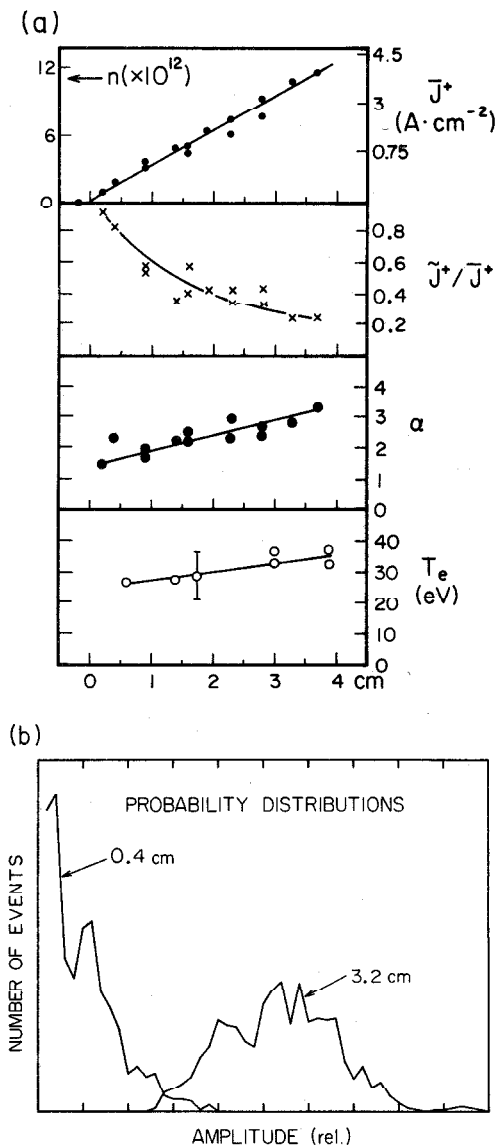 (a)
12
n(×10¹²)
6
0
4.5
3
0.75
J̄⁺
(A·cm⁻²)
0.8
0.6
0.4
0.2
J̃⁺/J̄⁺
4
3
2
1
0
α
40
30
20
10
0
Tₑ
(eV)
0 1 2 3 4 cm
(b)
PROBABILITY DISTRIBUTIONS
0.4 cm
3.2 cm
NUMBER OF EVENTS
AMPLITUDE (rel.)